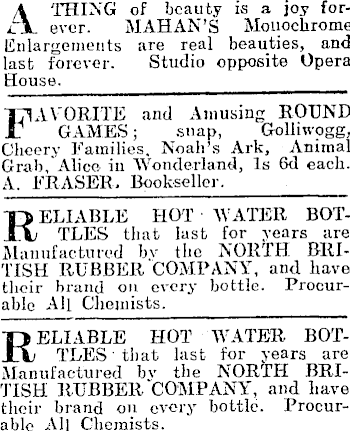 A THING of beauty is a joy for-
ever. MAHAN'S Monochrome
Enlargements are real beauties, and
last forever. Studio opposite Opera
House.
FAVORITE and Amusing ROUND
GAMES; snap, Golliwogg,
Cheery Families, Noah's Ark, Animal
Grab, Alice in Wonderland, 1s 6d each.
A. FRASER, Bookseller.
RELIABLE HOT WATER BOT-
TLES that last for years are
Manufactured by the NORTH BRI-
TISH RUBBER COMPANY, and have
their brand on every bottle. Procur-
able All Chemists.
RELIABLE HOT WATER BOT-
TLES that last for years are
Manufactured by the NORTH BRI-
TISH RUBBER COMPANY, and have
their brand on every bottle. Procur-
able All Chemists.